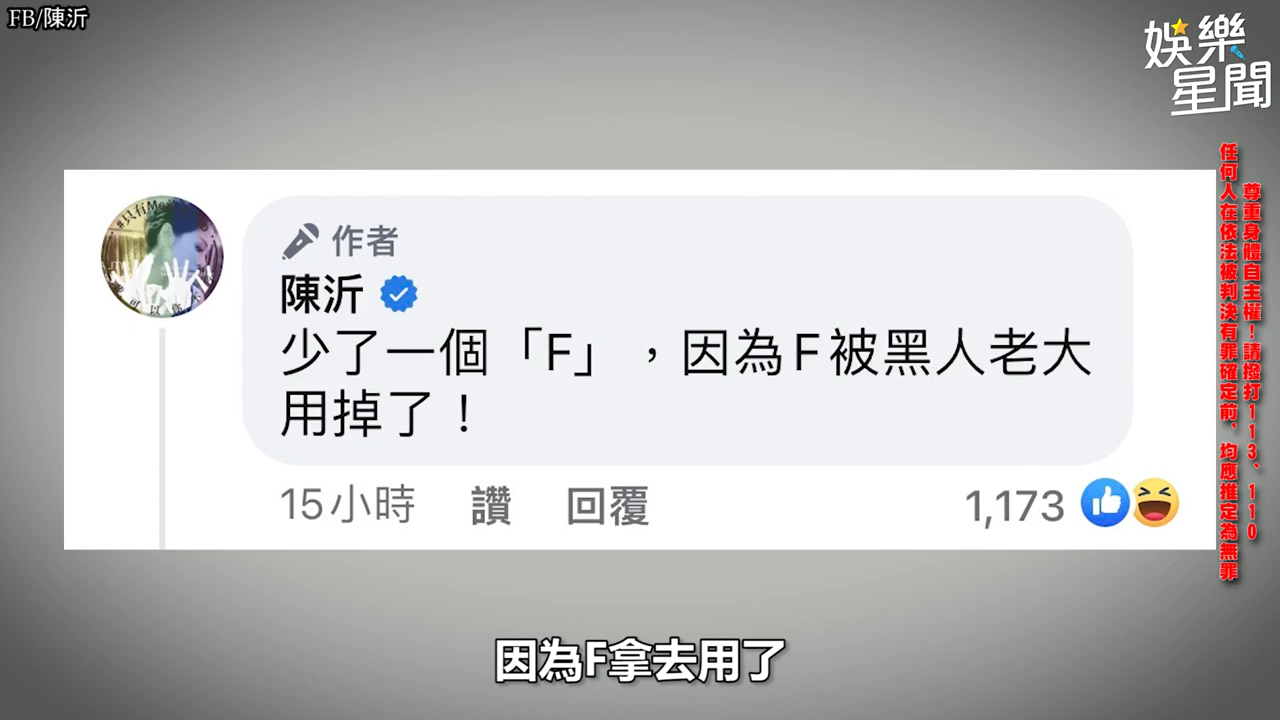 FB/陳沂
娛樂
星聞
作者
陳沂
少了一個「F」，因為F被黑人老大
用掉了！
15小時 讚 回覆 1,173
尊重身體自主權！請撥打113、110
任何人在依法被判決有罪確定前，均應推定為無罪
因為F拿去用了